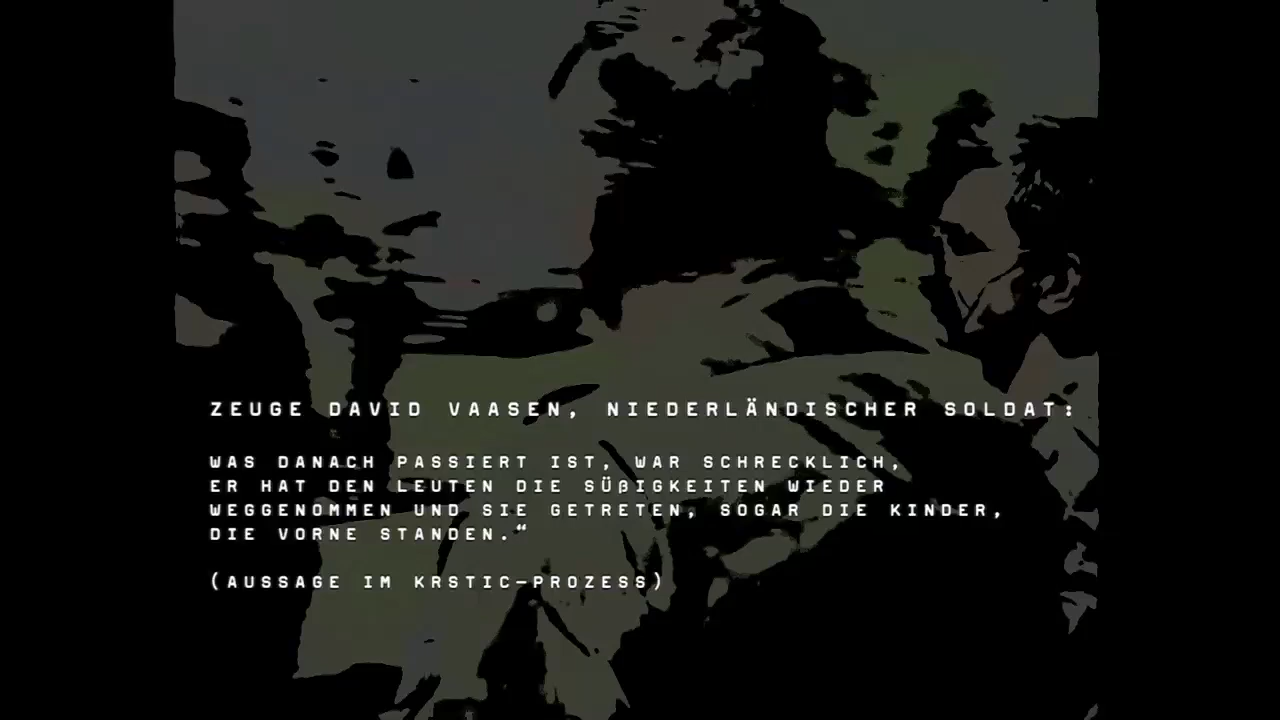 ZEUGE DAVID VAASEN, NIEDERLÄNDISCHER SOLDAT:
WAS DANACH PASSIERT IST, WAR SCHRECKLICH,
ER HAT DEN LEUTEN DIE SÜßIGKEITEN WIEDER
WEGGENOMMEN UND SIE GETRETEN, SOGAR DIE KINDER,
DIE VORNE STANDEN.“
(AUSSAGE IM KRSTIC-PROZESS)